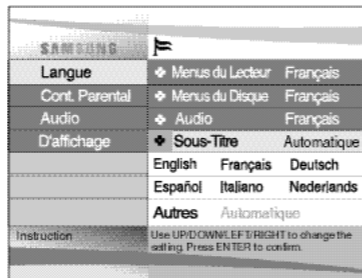 SAMSUNG
Langue
Cont. Parental
Audio
D'affichage
Menus du Lecteur Français
Menus du Disque Français
Audio Français
Sous-Titre Automatique
English Français Deutsch
Español Italiano Nederlands
Autres Automatique
Instruction
Use UP/DOWN/LEFT/RIGHT to change the
setting. Press ENTER to confirm.